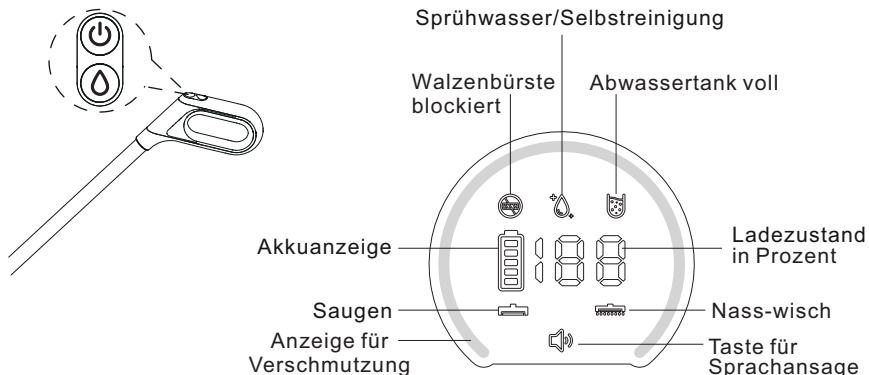 Sprühwasser/Selbstreinigung
Walzenbürste
blockiert
Abwassertank voll
Akkuanzeige
Ladezustand
in Prozent
Saugen
Nass-wisch
Anzeige für
Verschmutzung
Taste für
Sprachansage